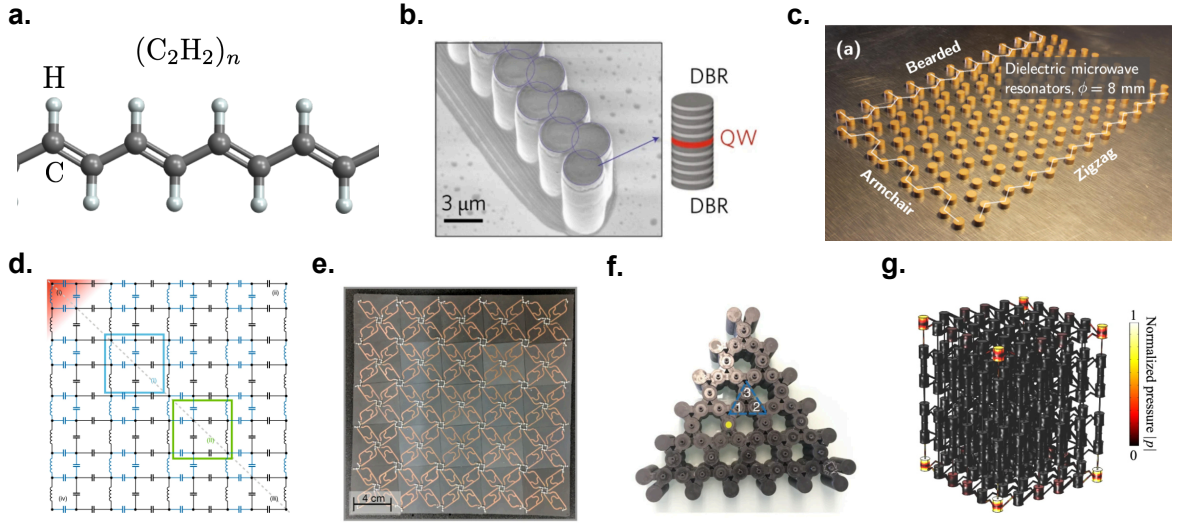 a.
(C₂H₂)ₙ
H
C
b.
3 μm
DBR
QW
DBR
c.
(a)
Bearded
Dielectric microwave
resonators, ϕ = 8 mm
Armchair
Zigzag
d.
(i)
(ii)
(i)
(ii)
(iv)
(iii)
e.
4 cm
f.
3
1 2
g.
1
0
Normalized pressure |p|